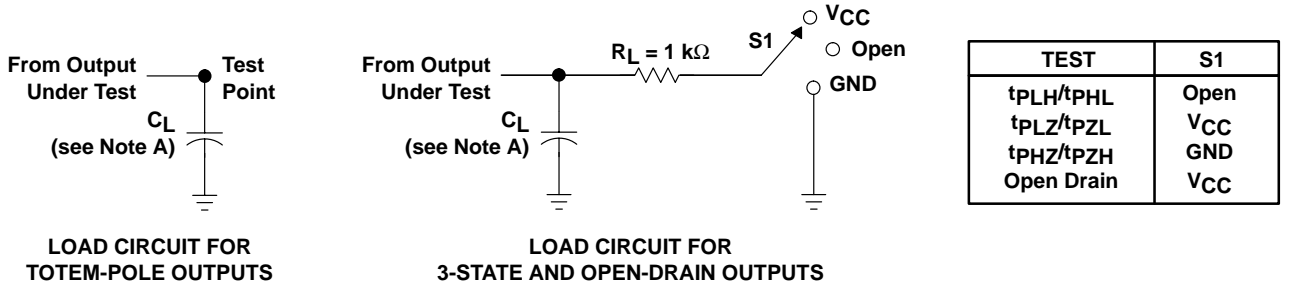 From Output
Under Test
Test
Point
CL
(see Note A)
LOAD CIRCUIT FOR
TOTEM-POLE OUTPUTS
From Output
Under Test
RL = 1 kΩ
S1
VCC
Open
GND
CL
(see Note A)
LOAD CIRCUIT FOR
3-STATE AND OPEN-DRAIN OUTPUTS
TEST S1
tPLH/tPHL Open
tPLZ/tPZL VCC
tPHZ/tPZH GND
Open Drain VCC